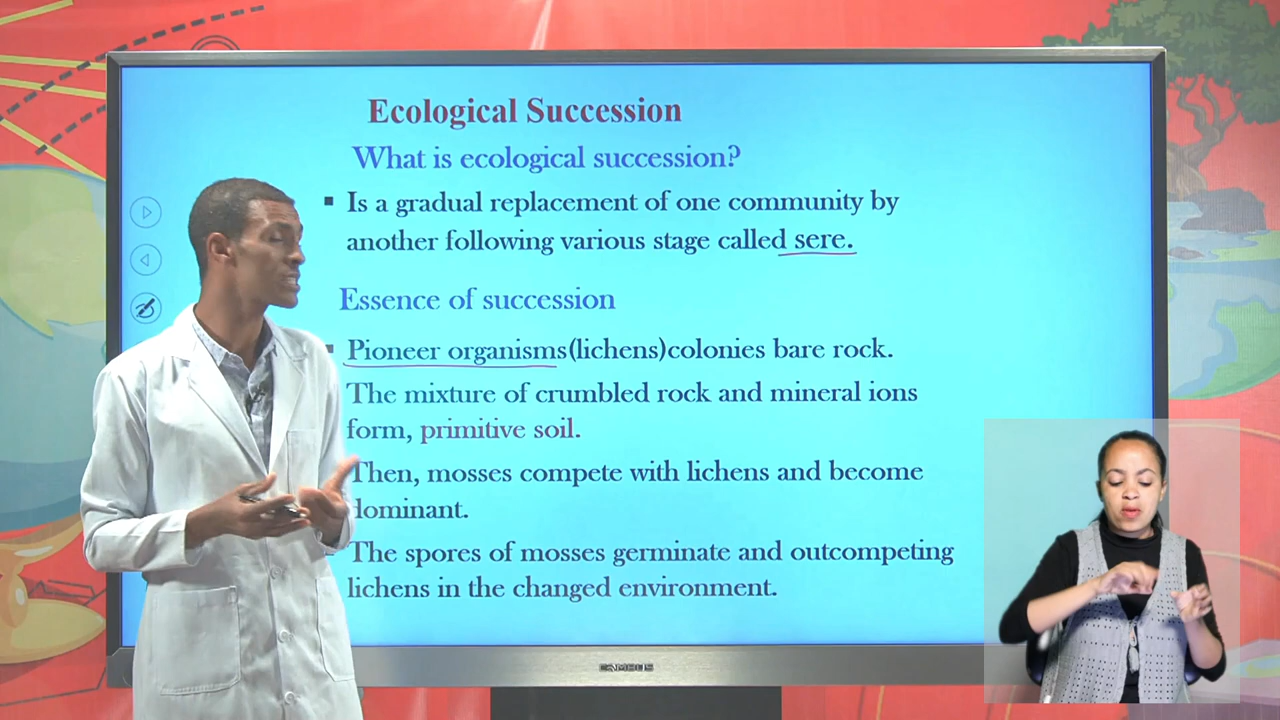 Ecological Succession
What is ecological succession?
▪ Is a gradual replacement of one community by
another following various stage called sere.
Essence of succession
Pioneer organisms(lichens)colonies bare rock.
The mixture of crumbled rock and mineral ions
form, primitive soil.
Then, mosses compete with lichens and become
dominant.
The spores of mosses germinate and outcompeting
lichens in the changed environment.